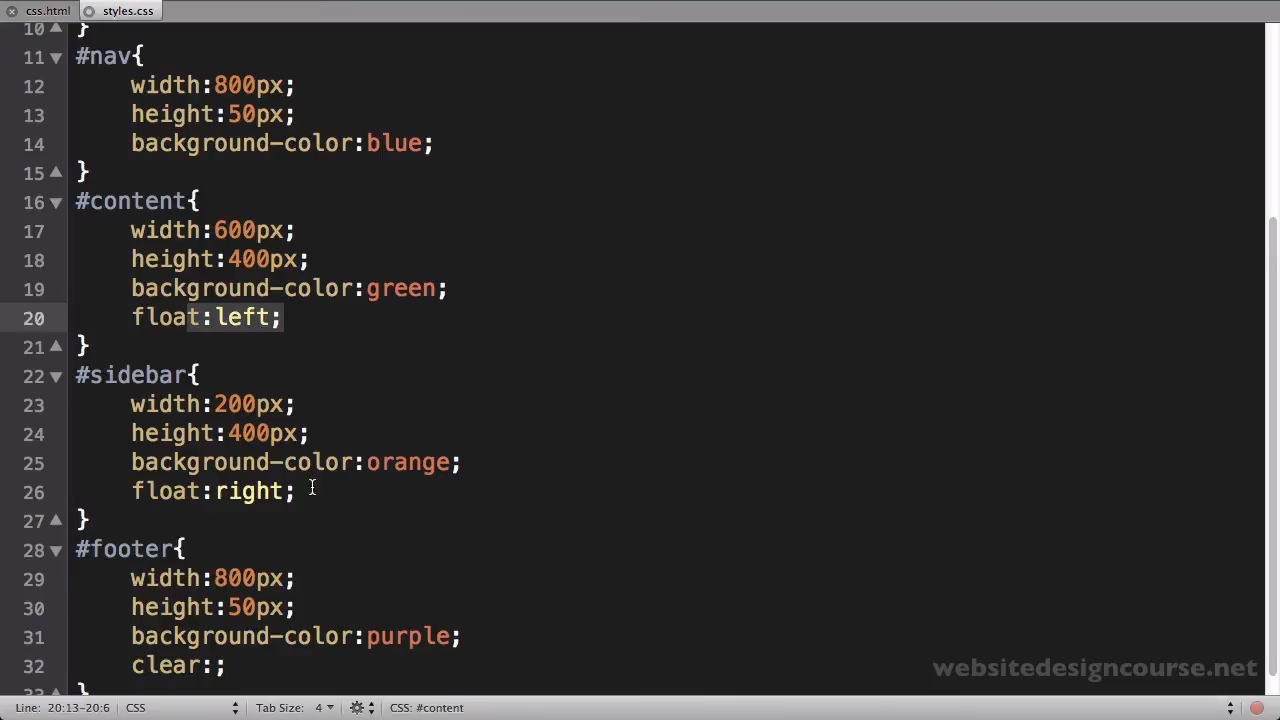 css.html styles.css
10 }
11 #nav{
12 width:800px;
13 height:50px;
14 background-color:blue;
15 }
16 #content{
17 width:600px;
18 height:400px;
19 background-color:green;
20 float:left;
21 }
22 #sidebar{
23 width:200px;
24 height:400px;
25 background-color:orange;
26 float:right;
27 }
28 #footer{
29 width:800px;
30 height:50px;
31 background-color:purple;
32 clear:;
33 }
websitedesigncourse.net
Line: 20:13-20:6 CSS Tab Size: 4 CSS: #content